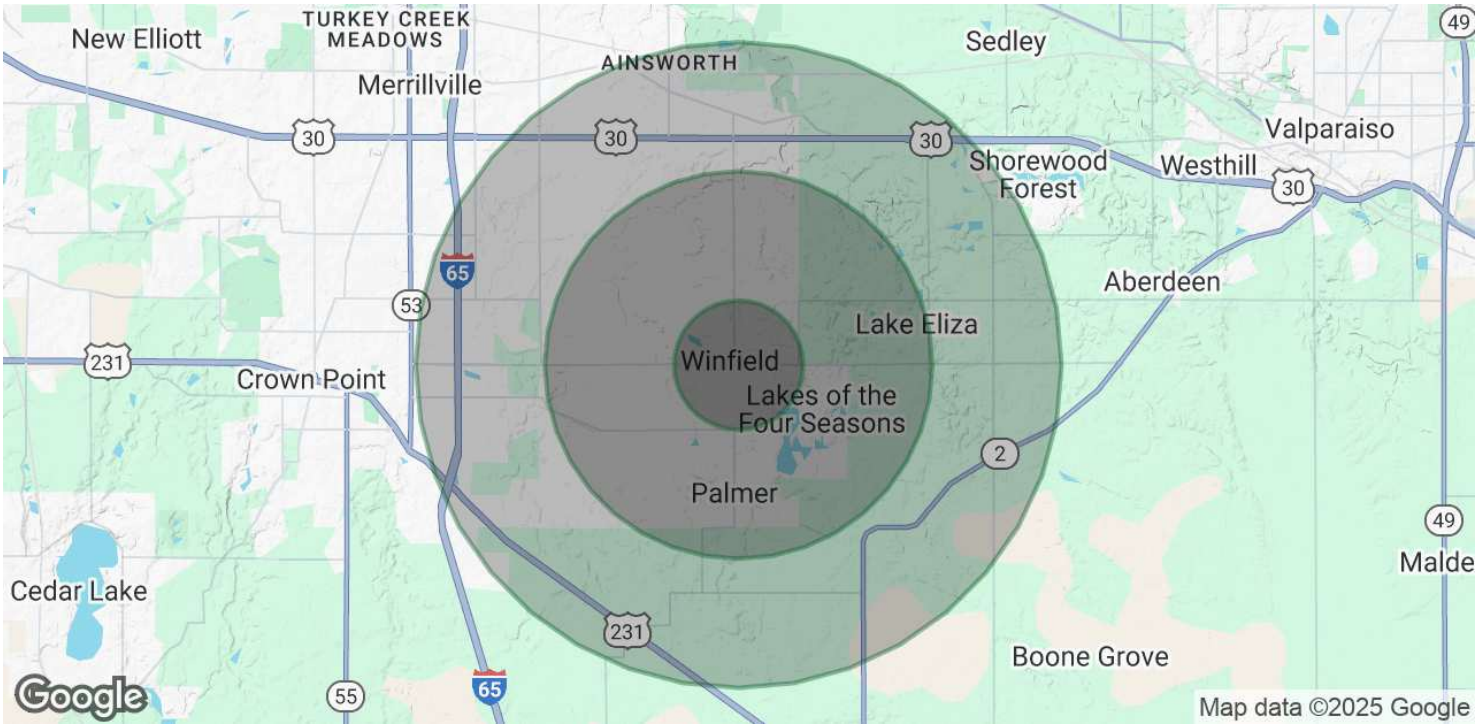 New Elliott
TURKEY CREEK
MEADOWS
Merrillville
AINSWORTH
Sedley
49
30
30
30
Valparaiso
Shorewood
Forest
Westhill
30
65
53
Aberdeen
Lake Eliza
231
Crown Point
Winfield
Lakes of the
Four Seasons
2
Palmer
49
Malde
Cedar Lake
231
Boone Grove
55
65
Google
Map data ©2025 Google